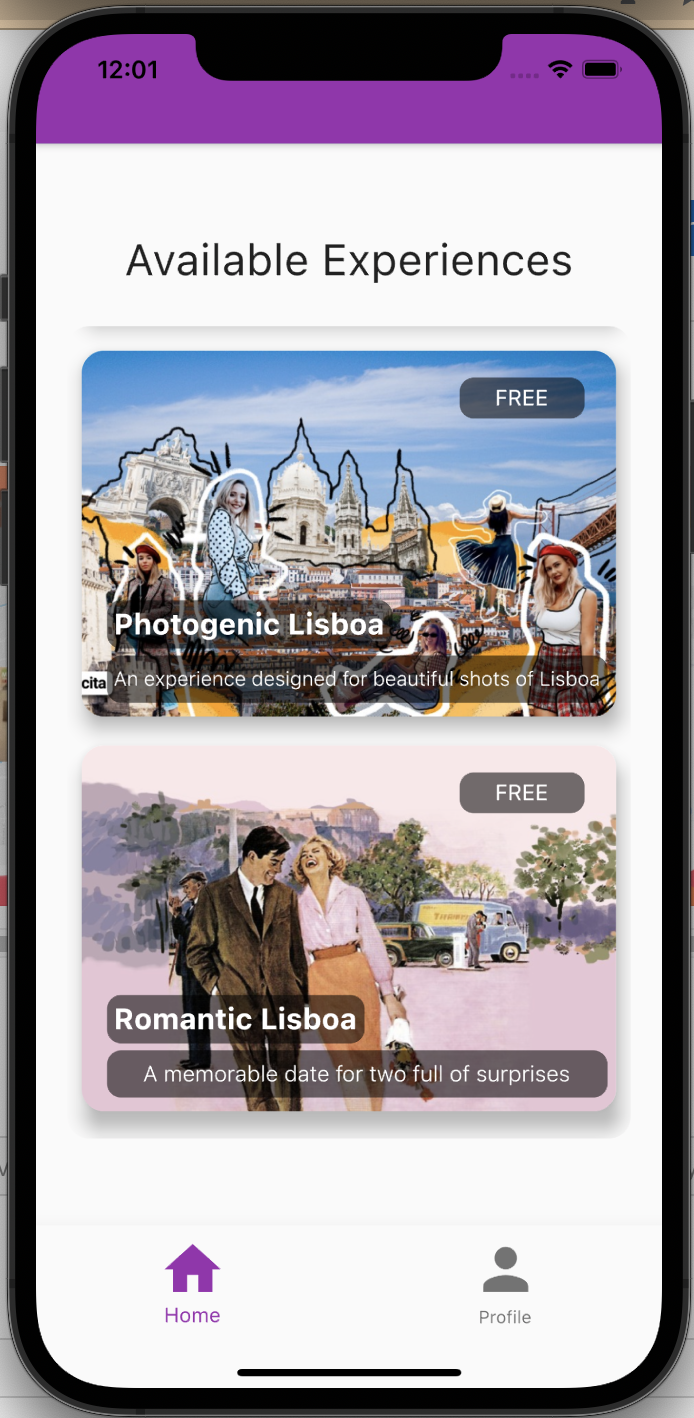 12:01
Available Experiences
FREE
Photogenic Lisboa
cita
An experience designed for beautiful shots of Lisboa
FREE
Romantic Lisboa
A memorable date for two full of surprises
Home
Profile